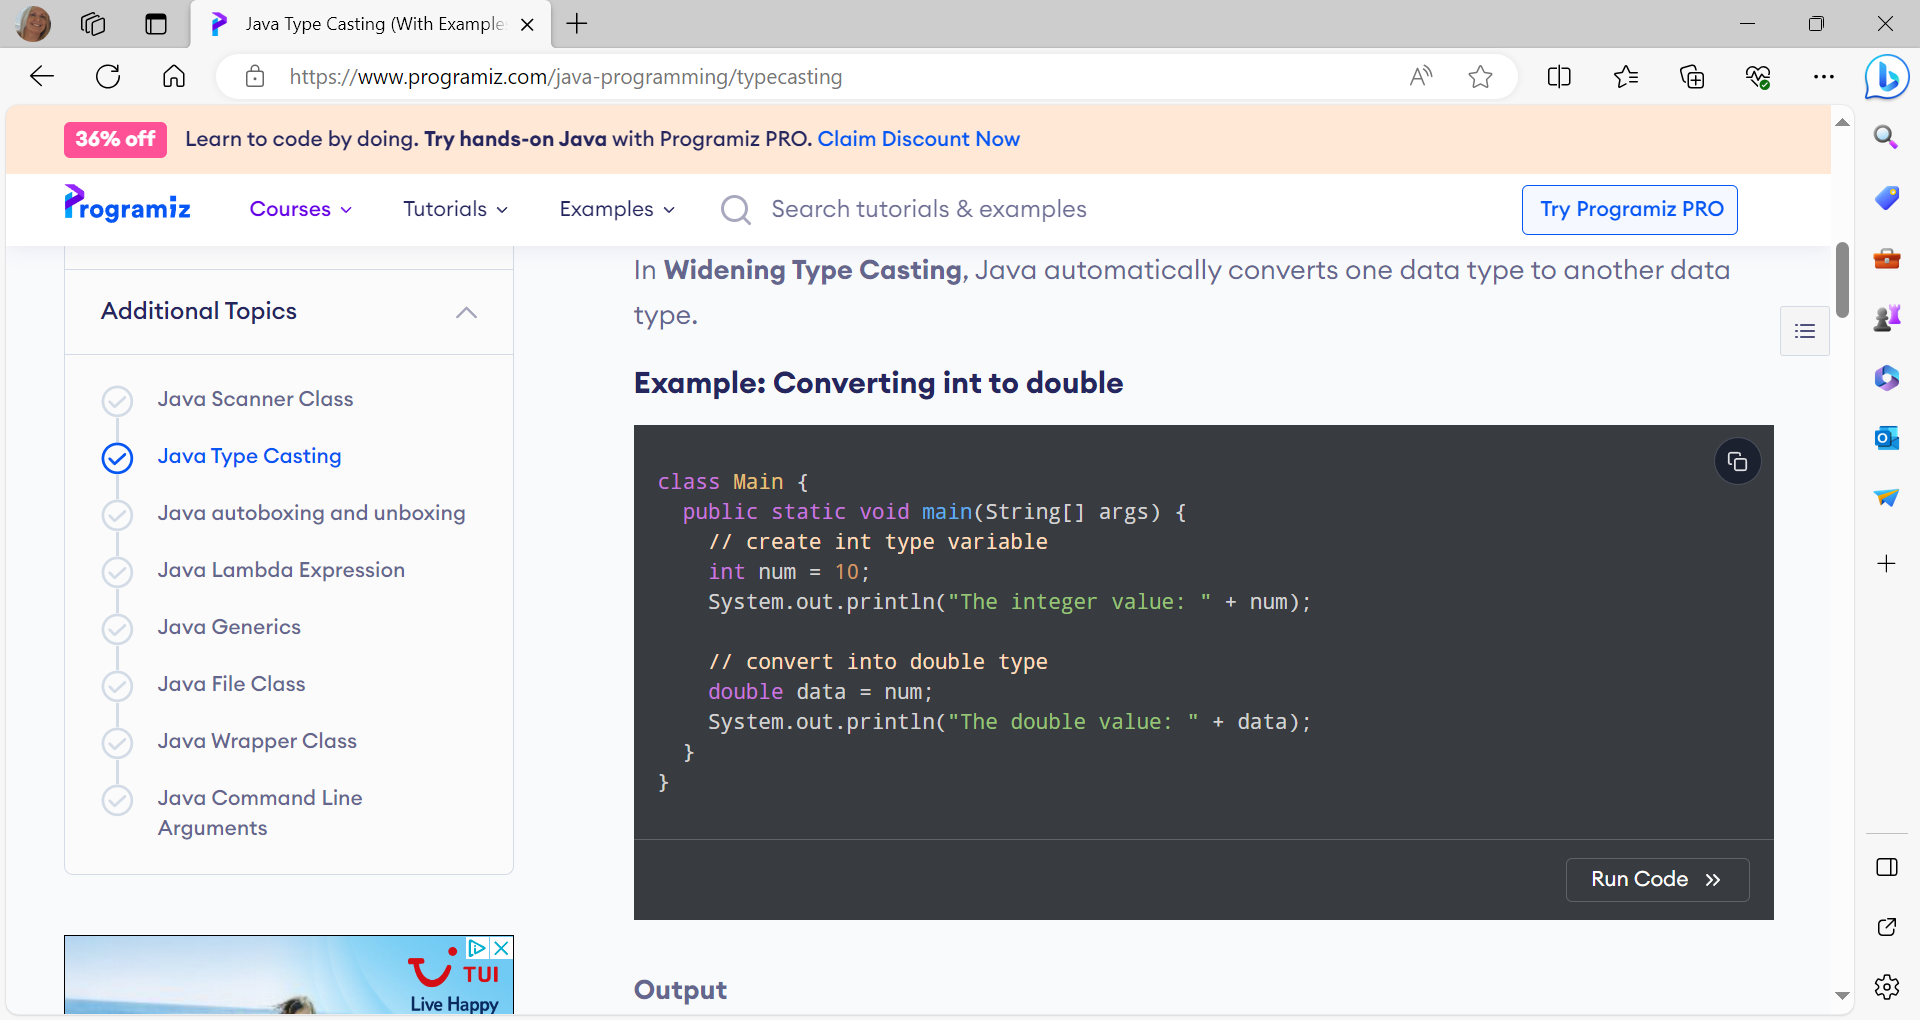 Java Type Casting (With Example
https://www.programiz.com/java-programming/typecasting
36% off Learn to code by doing. Try hands-on Java with Programiz PRO. Claim Discount Now
Programiz Courses Tutorials Examples Search tutorials & examples Try Programiz PRO
Additional Topics
Java Scanner Class
Java Type Casting
Java autoboxing and unboxing
Java Lambda Expression
Java Generics
Java File Class
Java Wrapper Class
Java Command Line
Arguments
TUI
Live Happy
In Widening Type Casting, Java automatically converts one data type to another data
type.
Example: Converting int to double
class Main {
public static void main(String[] args) {
// create int type variable
int num = 10;
System.out.println("The integer value: " + num);
// convert into double type
double data = num;
System.out.println("The double value: " + data);
}
}
Run Code »
Output